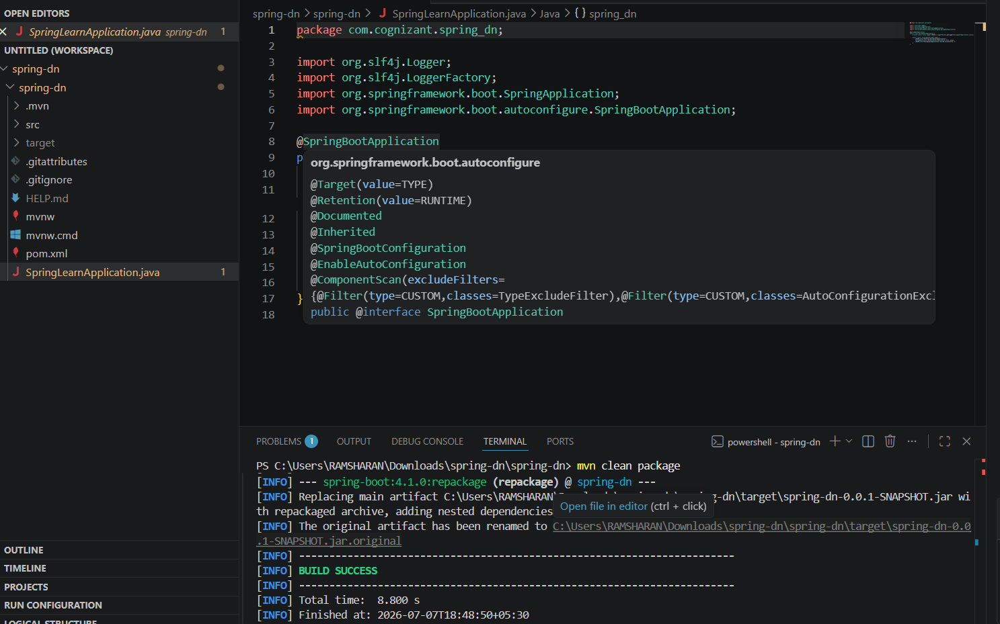 OPEN EDITORS
SpringLearnApplication.java spring-dn 1
UNTITLED (WORKSPACE)
spring-dn
spring-dn
.mvn
src
target
.gitattributes
.gitignore
HELP.md
mvnw
mvnw.cmd
pom.xml
SpringLearnApplication.java 1
OUTLINE
TIMELINE
PROJECTS
RUN CONFIGURATION
LOGICAL STRUCTURE
spring-dn > spring-dn > J SpringLearnApplication.java > Java > {} spring_dn
1 package com.cognizant.spring_dn;
2
3 import org.slf4j.Logger;
4 import org.slf4j.LoggerFactory;
5 import org.springframework.boot.SpringApplication;
6 import org.springframework.boot.autoconfigure.SpringBootApplication;
7
8 @SpringBootApplication
9 p
10
11
12
13
14
15
16
17 }
18
org.springframework.boot.autoconfigure
@Target(value=TYPE)
@Retention(value=RUNTIME)
@Documented
@Inherited
@SpringBootConfiguration
@EnableAutoConfiguration
@ComponentScan(excludeFilters=
{@Filter(type=CUSTOM,classes=TypeExcludeFilter),@Filter(type=CUSTOM,classes=AutoConfigurationExcl
public @interface SpringBootApplication
PROBLEMS 1 OUTPUT DEBUG CONSOLE TERMINAL PORTS
powershell - spring-dn
PS C:\Users\RAMSHARAN\Downloads\spring-dn\spring-dn> mvn clean package
[INFO] --- spring-boot:4.1.0:repackage (repackage) @ spring-dn ---
[INFO] Replacing main artifact C:\Users\RAMSHARAN\ -dn\target\spring-dn-0.0.1-SNAPSHOT.jar wi
th repackaged archive, adding nested dependencies
Open file in editor (ctrl + click)
[INFO] The original artifact has been renamed to C:\Users\RAMSHARAN\Downloads\spring-dn\spring-dn\target\spring-dn-0.0
.1-SNAPSHOT.jar.original
[INFO] ------------------------------------------------------------------------
[INFO] BUILD SUCCESS
[INFO] ------------------------------------------------------------------------
[INFO] Total time:  8.800 s
[INFO] Finished at: 2026-07-07T18:48:50+05:30